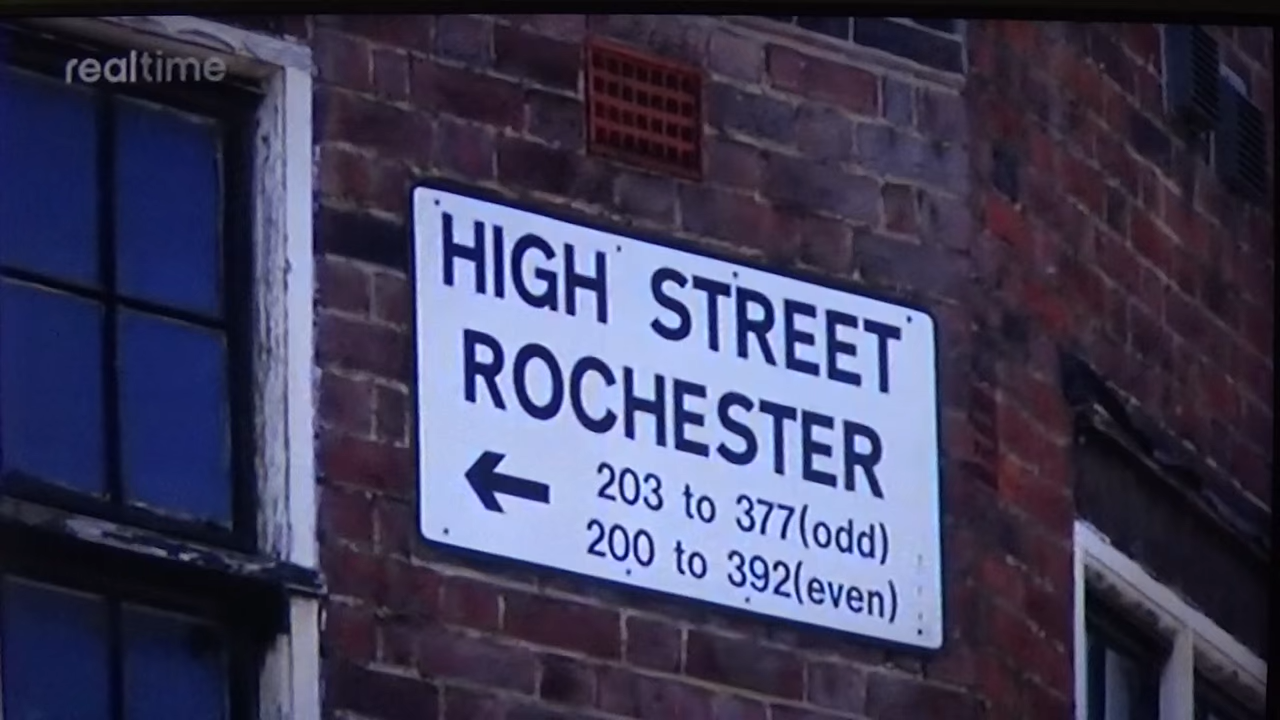 realtime
HIGH STREET
ROCHESTER
← 203 to 377(odd)
200 to 392(even)